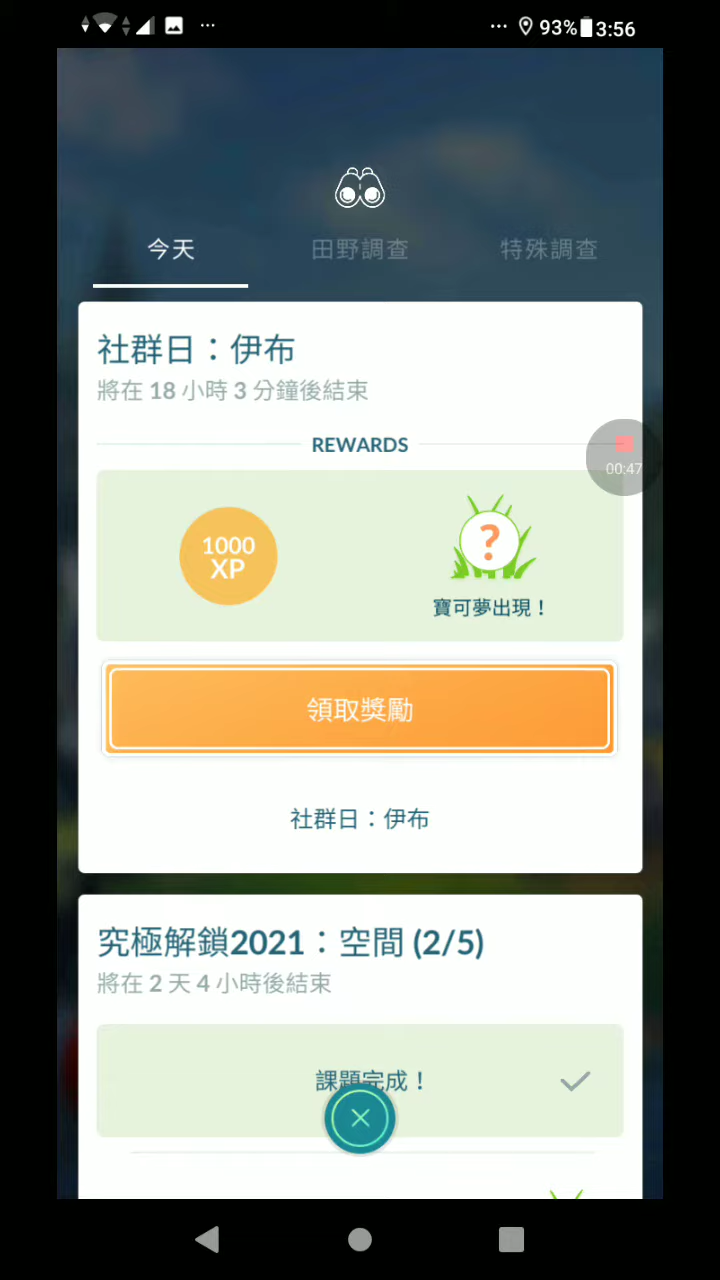 93% 3:56
今天 田野調查 特殊調查
社群日：伊布
將在 18 小時 3 分鐘後結束
REWARDS
00:47
1000
XP
?
寶可夢出現！
領取獎勵
社群日：伊布
究極解鎖2021：空間 (2/5)
將在 2 天 4 小時後結束
課題完成！